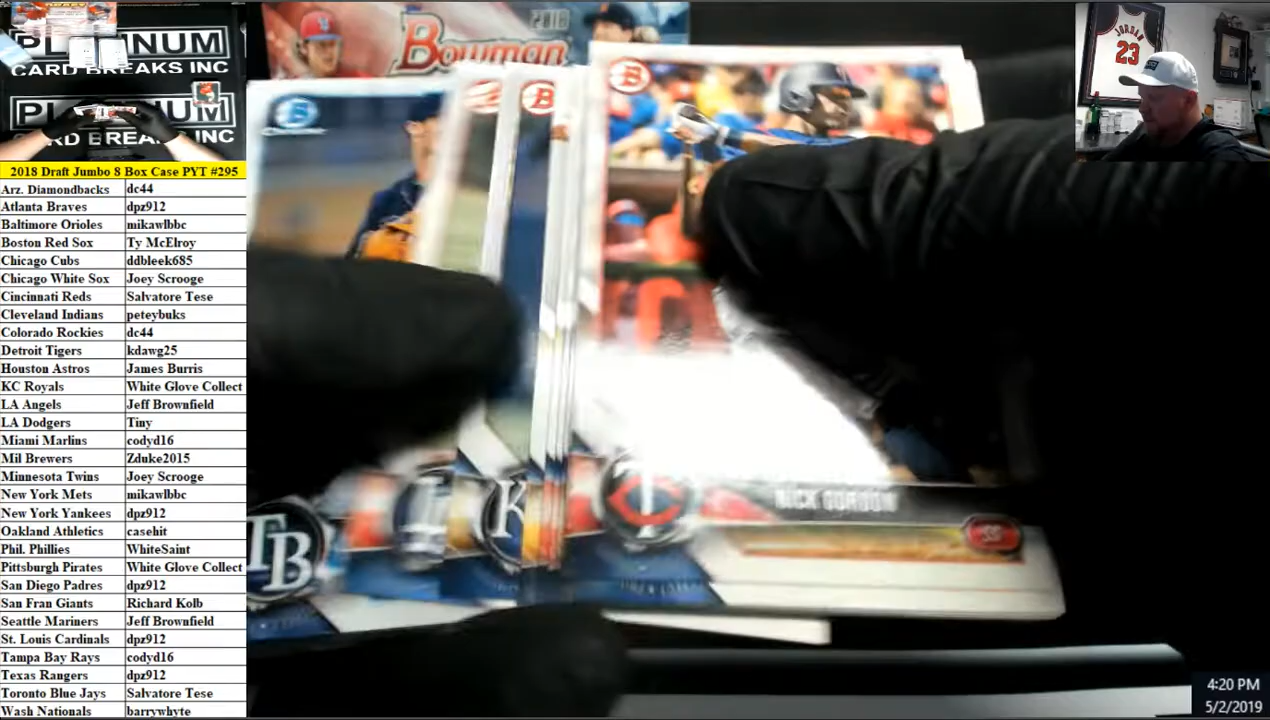 PLATINUM
CARD BREAKS INC
PLATINUM
CARD BREAKS INC
2018 Draft Jumbo 8 Box Case PYT #295
Arz. Diamondbacks dc44
Atlanta Braves dpz912
Baltimore Orioles mikawlbbc
Boston Red Sox Ty McElroy
Chicago Cubs ddbleek685
Chicago White Sox Joey Scrooge
Cincinnati Reds Salvatore Tese
Cleveland Indians peteybuks
Colorado Rockies dc44
Detroit Tigers kdawg25
Houston Astros James Burris
KC Royals White Glove Collect
LA Angels Jeff Brownfield
LA Dodgers Tiny
Miami Marlins codyd16
Mil Brewers Zduke2015
Minnesota Twins Joey Scrooge
New York Mets mikawlbbc
New York Yankees dpz912
Oakland Athletics casehit
Phil. Phillies WhiteSaint
Pittsburgh Pirates White Glove Collect
San Diego Padres dpz912
San Fran Giants Richard Kolb
Seattle Mariners Jeff Brownfield
St. Louis Cardinals dpz912
Tampa Bay Rays codyd16
Texas Rangers dpz912
Toronto Blue Jays Salvatore Tese
Wash Nationals barrywhyte
2018
Bowman
B
B
TB
K
C
NICK GORDON
JORDAN
23
4:20 PM
5/2/2019